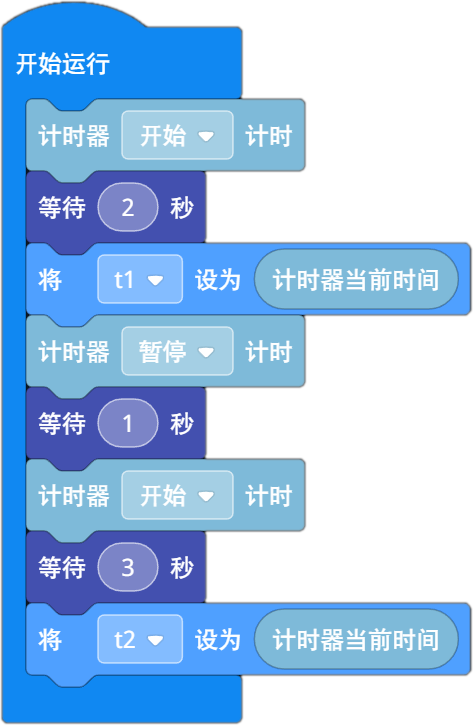 开始运行
计时器 开始 计时
等待 2 秒
将 t1 设为 计时器当前时间
计时器 暂停 计时
等待 1 秒
计时器 开始 计时
等待 3 秒
将 t2 设为 计时器当前时间